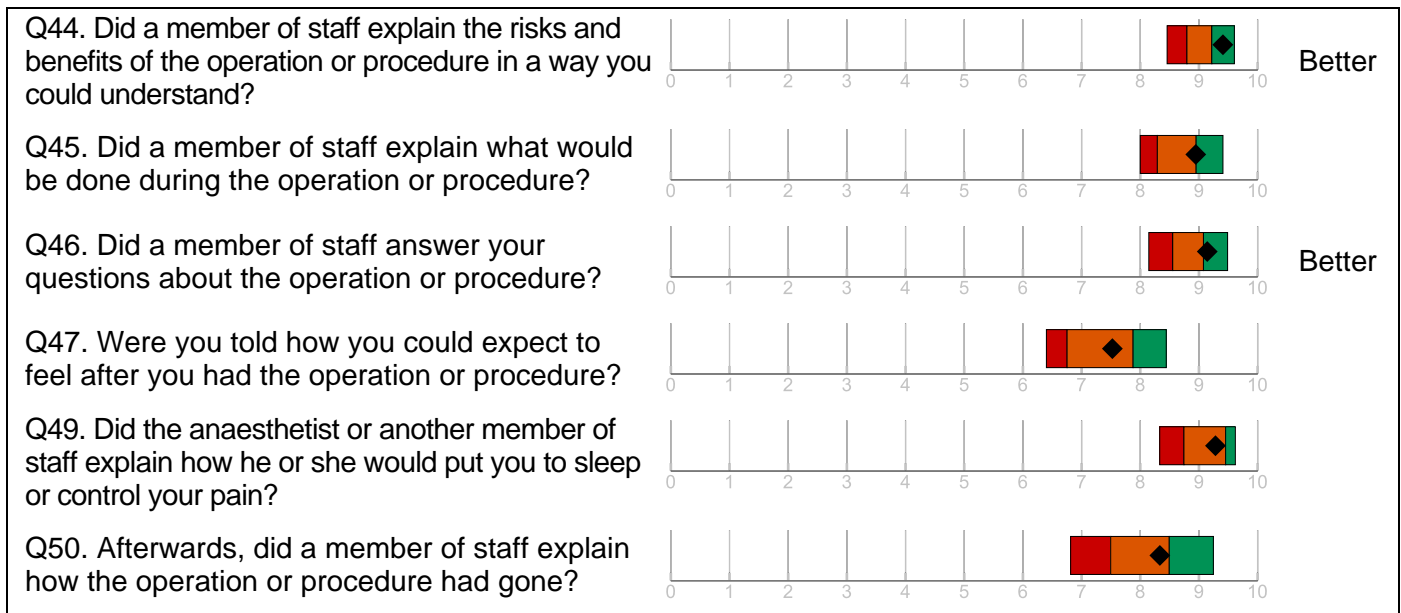 Q44. Did a member of staff explain the risks and
benefits of the operation or procedure in a way you
could understand?
0 1 2 3 4 5 6 7 8 9 10
Better
Q45. Did a member of staff explain what would
be done during the operation or procedure?
0 1 2 3 4 5 6 7 8 9 10
Q46. Did a member of staff answer your
questions about the operation or procedure?
0 1 2 3 4 5 6 7 8 9 10
Better
Q47. Were you told how you could expect to
feel after you had the operation or procedure?
0 1 2 3 4 5 6 7 8 9 10
Q49. Did the anaesthetist or another member of
staff explain how he or she would put you to sleep
or control your pain?
0 1 2 3 4 5 6 7 8 9 10
Q50. Afterwards, did a member of staff explain
how the operation or procedure had gone?
0 1 2 3 4 5 6 7 8 9 10